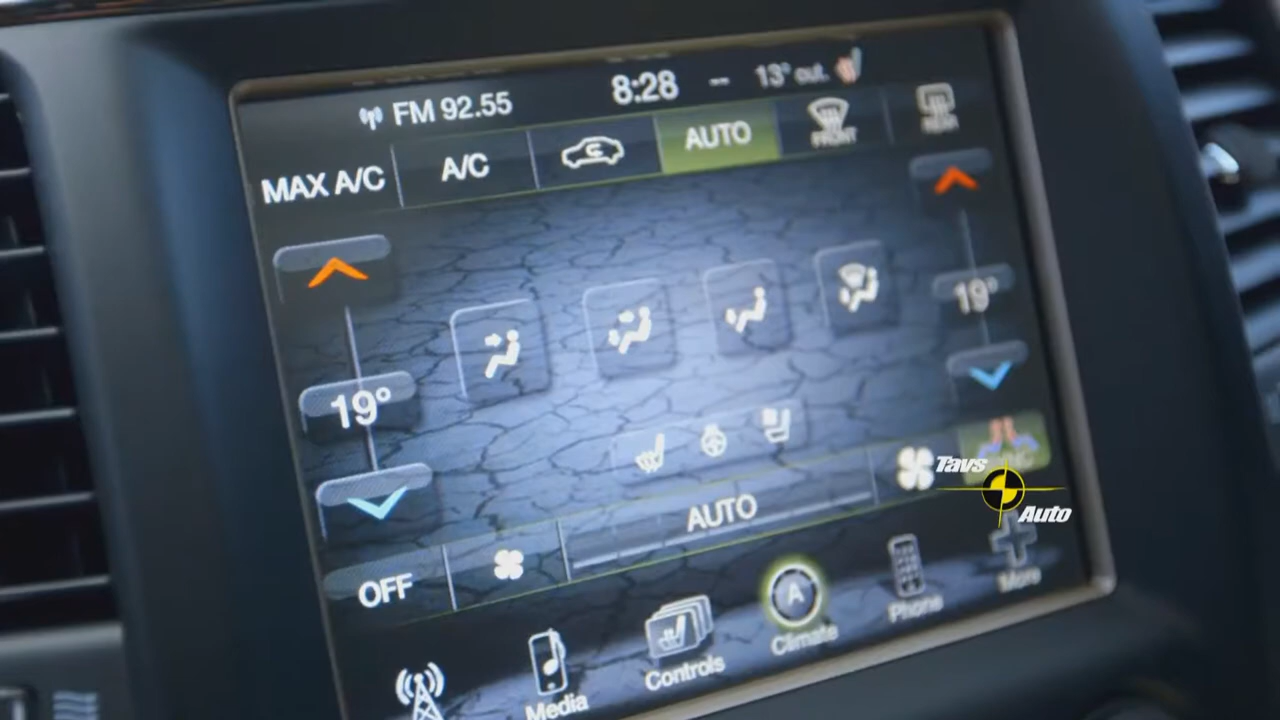 FM 92.55
8:28
--
13° out.
MAX A/C
A/C
AUTO
FRONT
REAR
19°
19°
AUTO
OFF
Tavs
Auto
Media
Controls
A
Climate
Phone
More